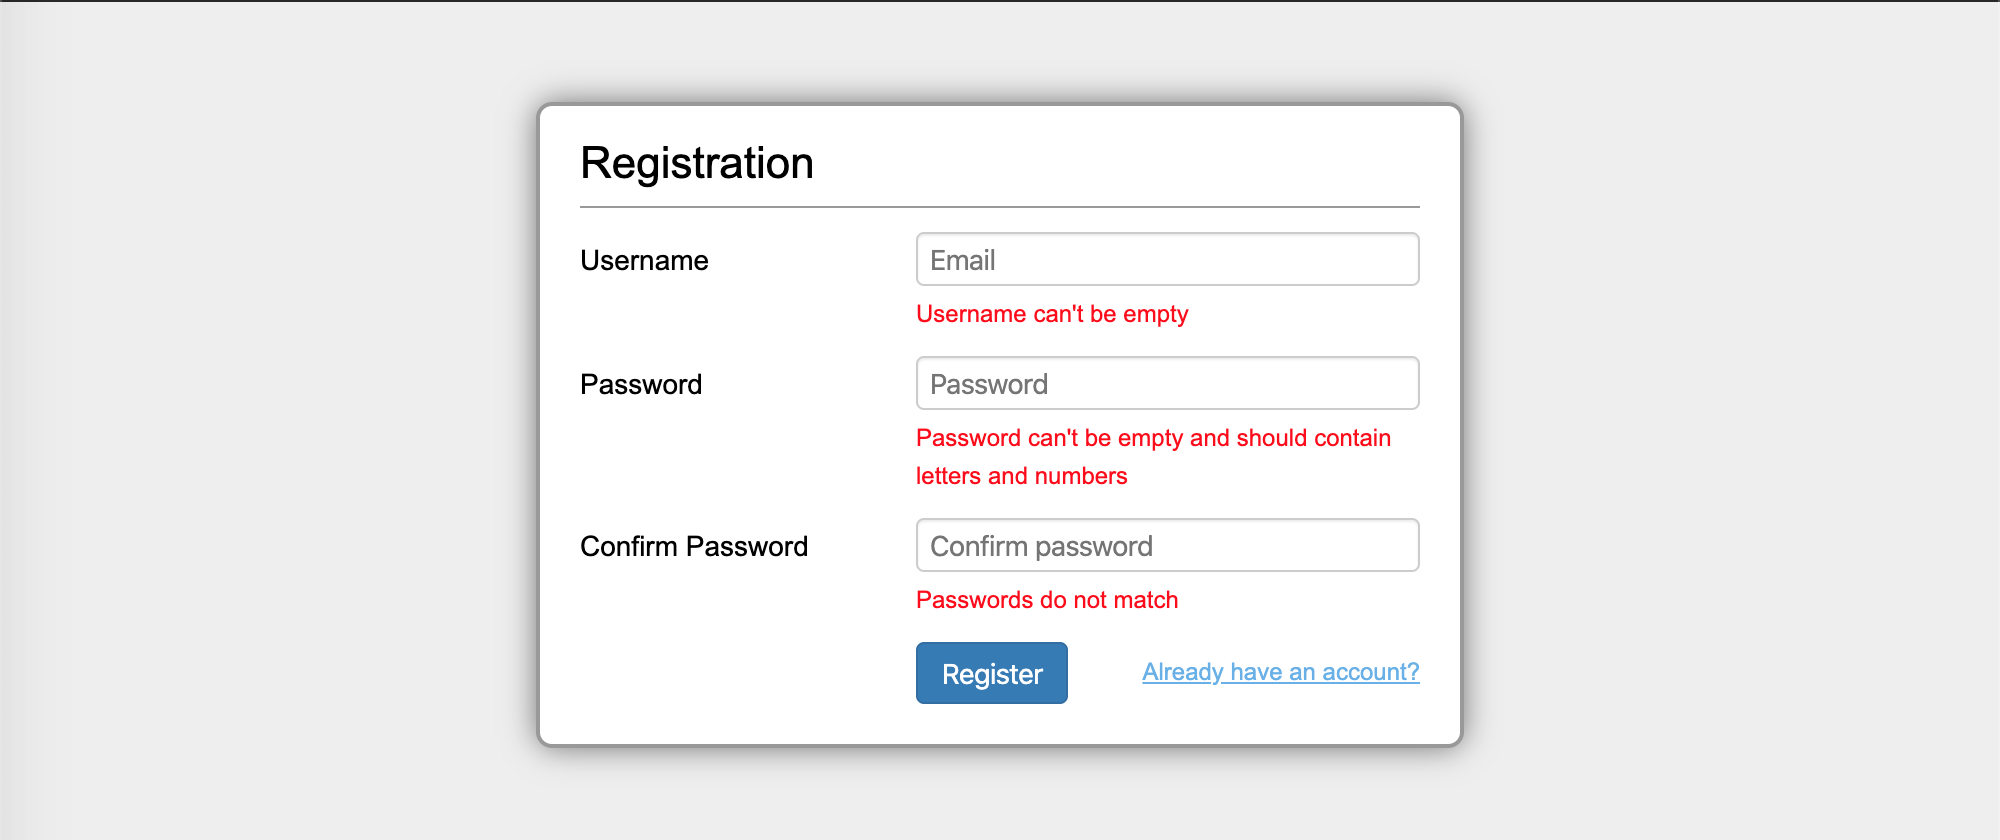 Registration
Username
Email
Username can't be empty
Password
Password
Password can't be empty and should contain
letters and numbers
Confirm Password
Confirm password
Passwords do not match
Register
Already have an account?